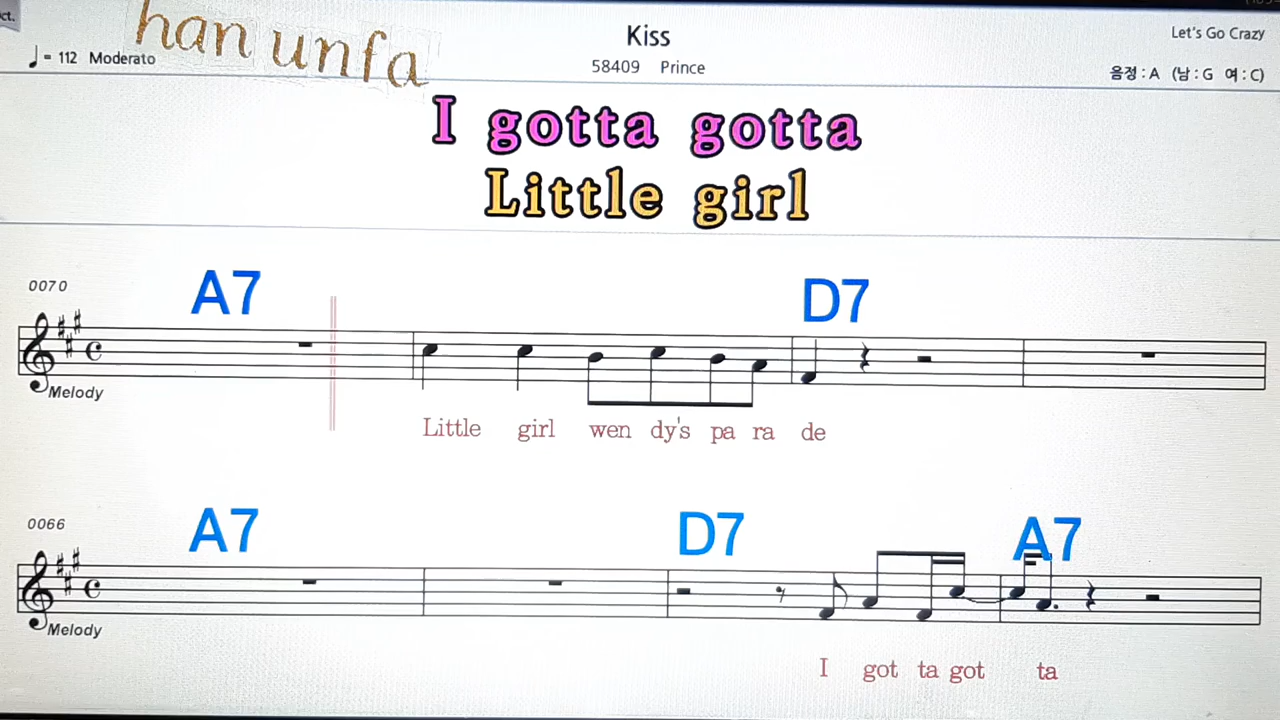 ct.
han unfa
♩ = 112 Moderato
Kiss
58409 Prince
Let's Go Crazy
음정 : A (남 : G 여 : C)
I gotta gotta
Little girl
0070
A7
D7
Melody
Little girl wen dy's pa ra de
0066
A7
D7
A7
Melody
I got ta got ta